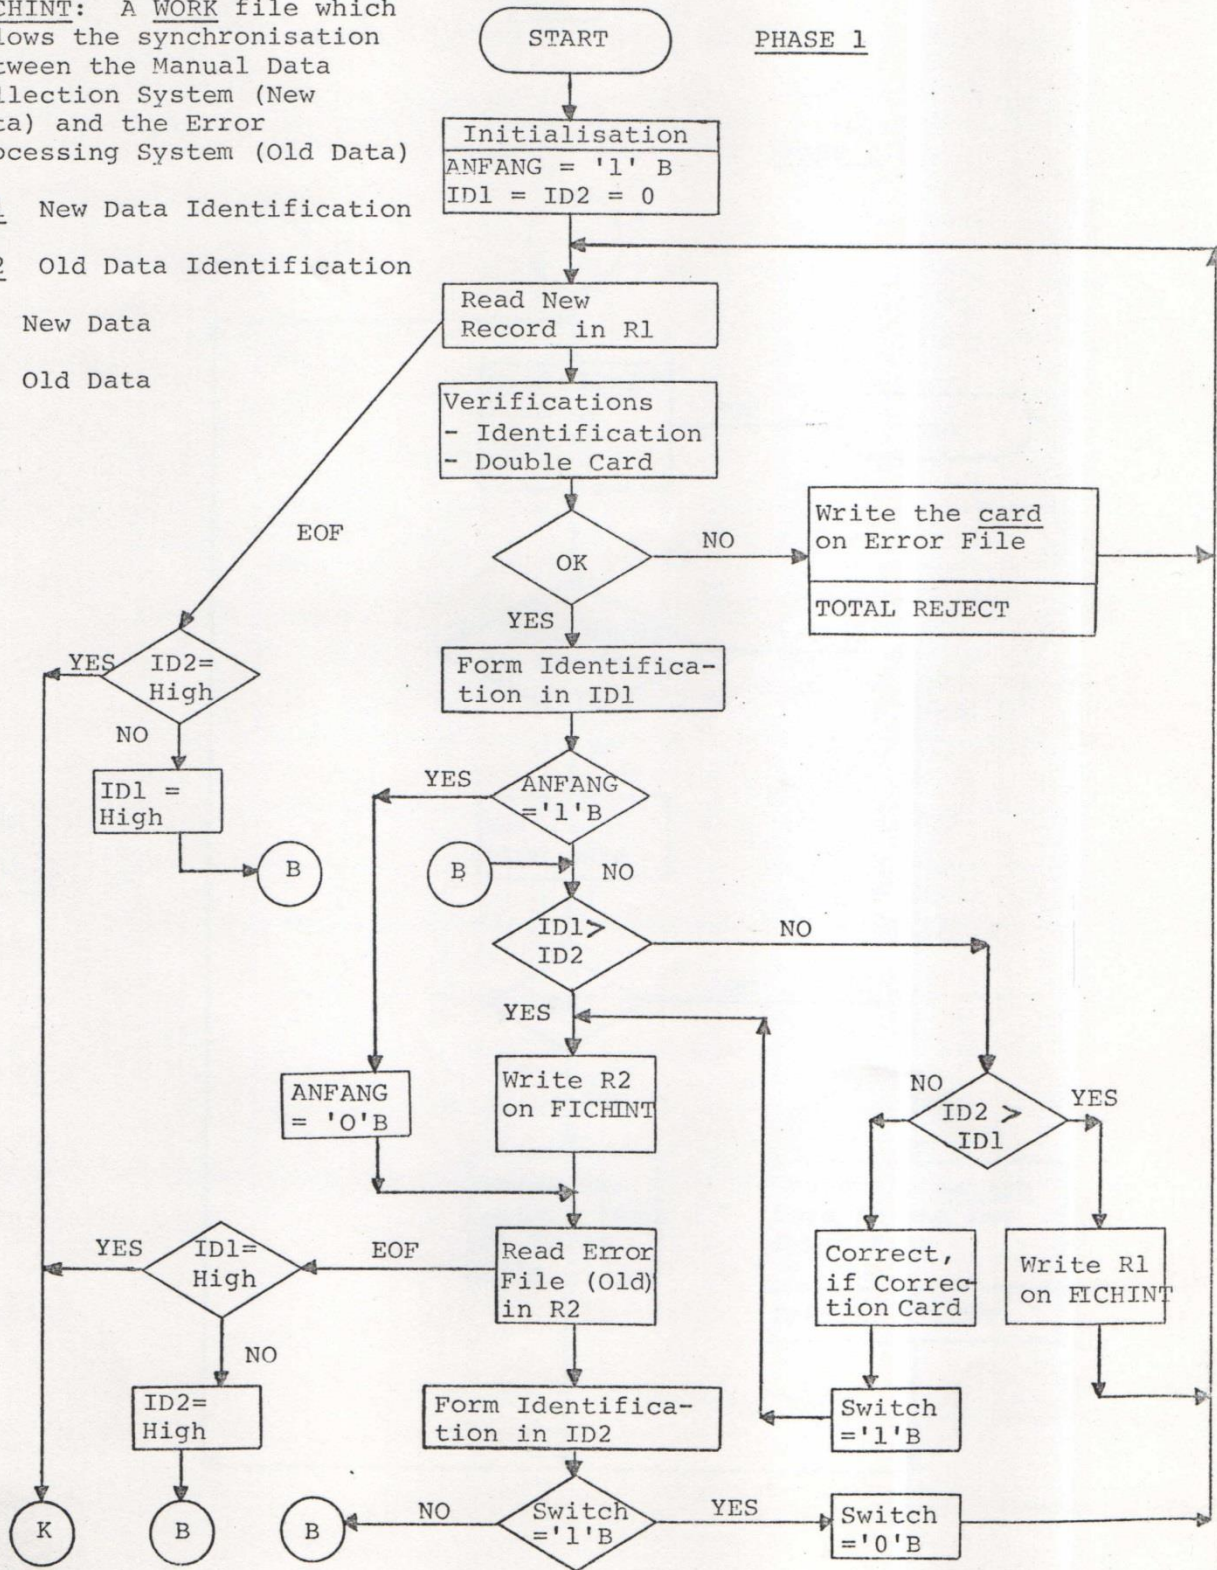 CHINT: A WORK file which
lows the synchronisation
tween the Manual Data
llection System (New
ta) and the Error
ocessing System (Old Data)
New Data Identification
2 Old Data Identification
New Data
Old Data
START
PHASE 1
Initialisation
ANFANG = '1' B
ID1 = ID2 = 0
Read New
Record in R1
Verifications
- Identification
- Double Card
EOF
OK
NO
Write the card
on Error File
TOTAL REJECT
YES
Form Identifica-
tion in ID1
YES
ID2=
High
NO
ID1 =
High
B
YES
ANFANG
='1'B
B
NO
ID1>
ID2
NO
YES
ANFANG
= 'O'B
Write R2
on FICHINT
NO
ID2 >
ID1
YES
YES
ID1=
High
EOF
Read Error
File (Old)
in R2
Correct,
if Correc-
tion Card
Write R1
on FICHINT
NO
ID2=
High
Form Identifica-
tion in ID2
Switch
='1'B
K
B
B
NO
Switch
='1'B
YES
Switch
='0'B